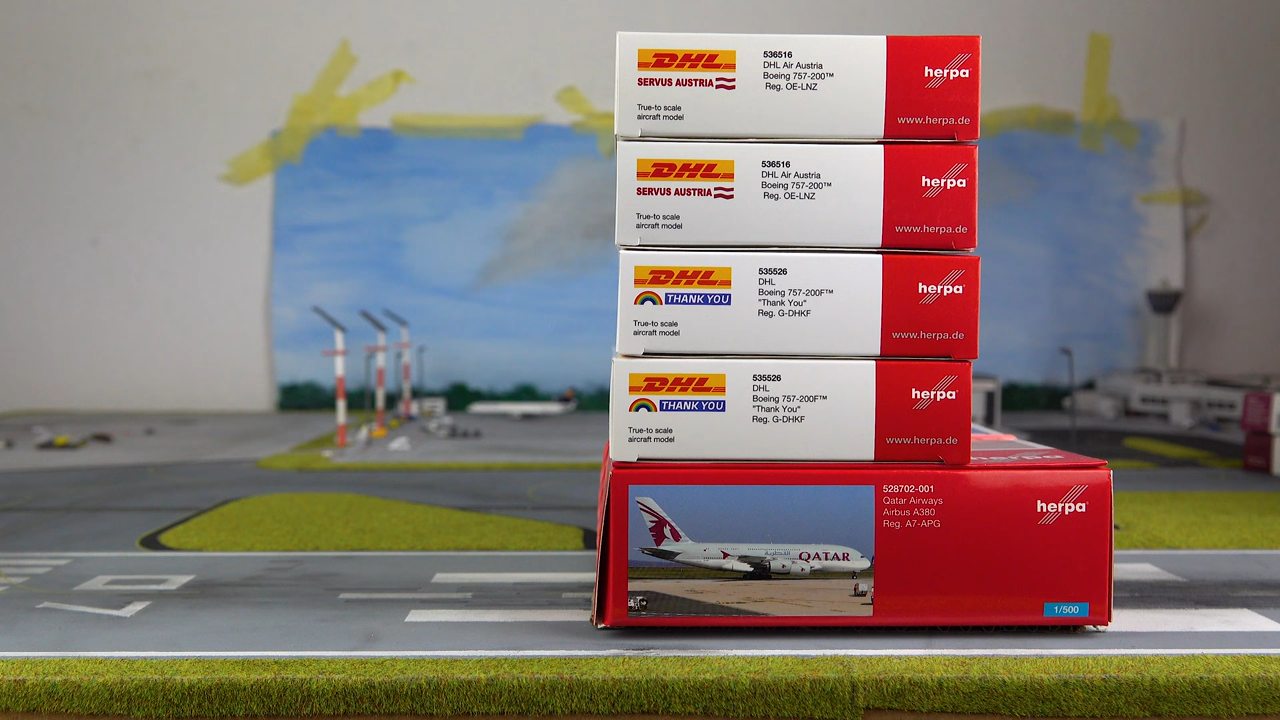 DHL
SERVUS AUSTRIA
True-to scale
aircraft model
536516
DHL Air Austria
Boeing 757-200™
Reg. OE-LNZ
herpa
www.herpa.de
DHL
SERVUS AUSTRIA
True-to scale
aircraft model
536516
DHL Air Austria
Boeing 757-200™
Reg. OE-LNZ
herpa
www.herpa.de
DHL
THANK YOU
True-to scale
aircraft model
535526
DHL
Boeing 757-200F™
"Thank You"
Reg. G-DHKF
herpa
www.herpa.de
DHL
THANK YOU
True-to scale
aircraft model
535526
DHL
Boeing 757-200F™
"Thank You"
Reg. G-DHKF
herpa
www.herpa.de
herpa
QATAR
528702-001
Qatar Airways
Airbus A380
Reg. A7-APG
herpa
1/500